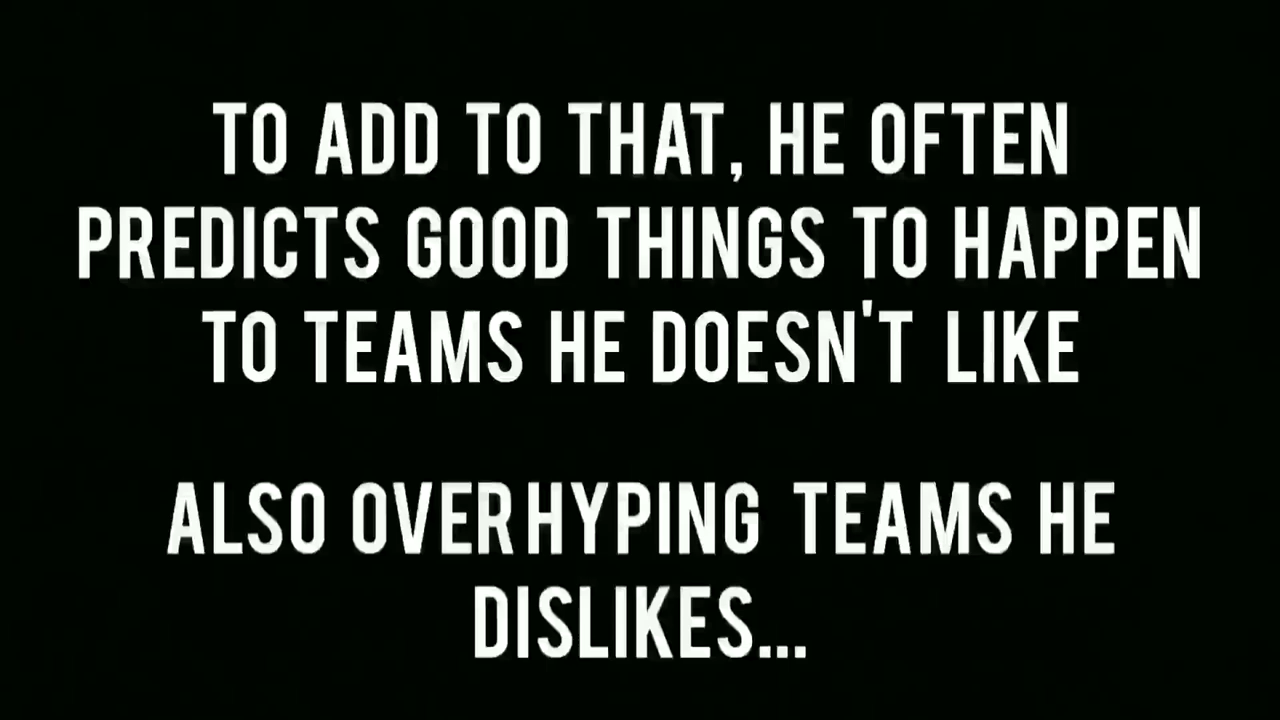 TO ADD TO THAT, HE OFTEN
PREDICTS GOOD THINGS TO HAPPEN
TO TEAMS HE DOESN'T LIKE
ALSO OVERHYPING TEAMS HE
DISLIKES...